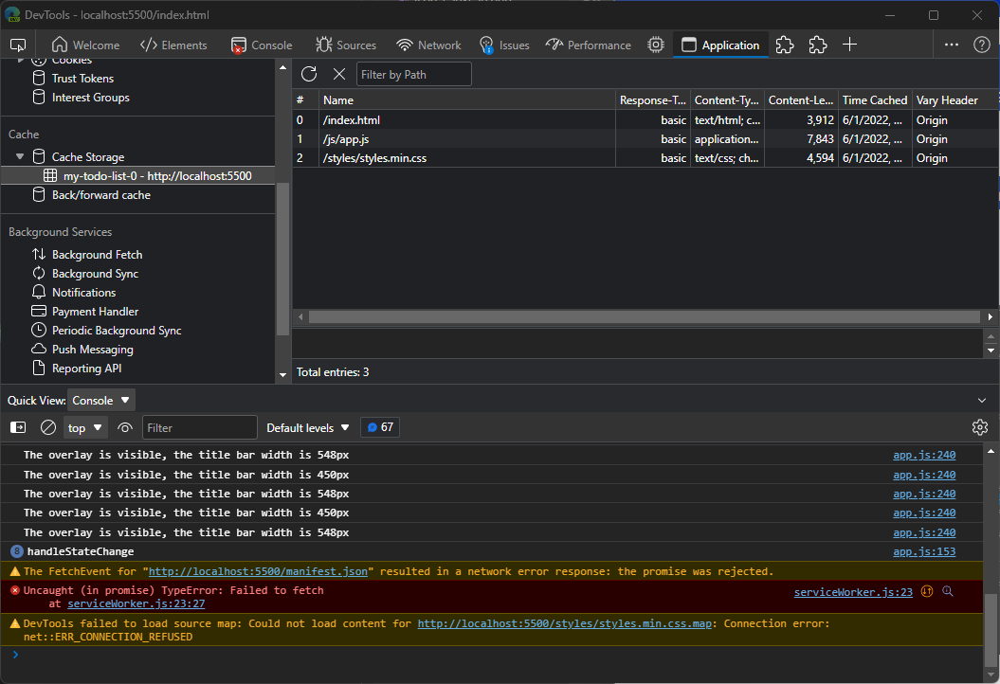 DevTools - localhost:5500/index.html
Welcome Elements Console Sources Network Issues Performance Application
Cookies
Trust Tokens
Interest Groups
Cache
Cache Storage
my-todo-list-0 - http://localhost:5500
Back/forward cache
Background Services
Background Fetch
Background Sync
Notifications
Payment Handler
Periodic Background Sync
Push Messaging
Reporting API
Filter by Path
# Name Response-T... Content-Ty... Content-Le... Time Cached Vary Header
0 /index.html basic text/html; c... 3,912 6/1/2022, ... Origin
1 /js/app.js basic application... 7,843 6/1/2022, ... Origin
2 /styles/styles.min.css basic text/css; ch... 4,594 6/1/2022, ... Origin
Total entries: 3
Quick View: Console
top Filter Default levels 67
The overlay is visible, the title bar width is 548px app.js:240
The overlay is visible, the title bar width is 450px app.js:240
The overlay is visible, the title bar width is 548px app.js:240
The overlay is visible, the title bar width is 450px app.js:240
The overlay is visible, the title bar width is 548px app.js:240
8 handleStateChange app.js:153
The FetchEvent for "http://localhost:5500/manifest.json" resulted in a network error response: the promise was rejected.
Uncaught (in promise) TypeError: Failed to fetch serviceWorker.js:23
at serviceWorker.js:23:27
DevTools failed to load source map: Could not load content for http://localhost:5500/styles/styles.min.css.map: Connection error:
net::ERR_CONNECTION_REFUSED